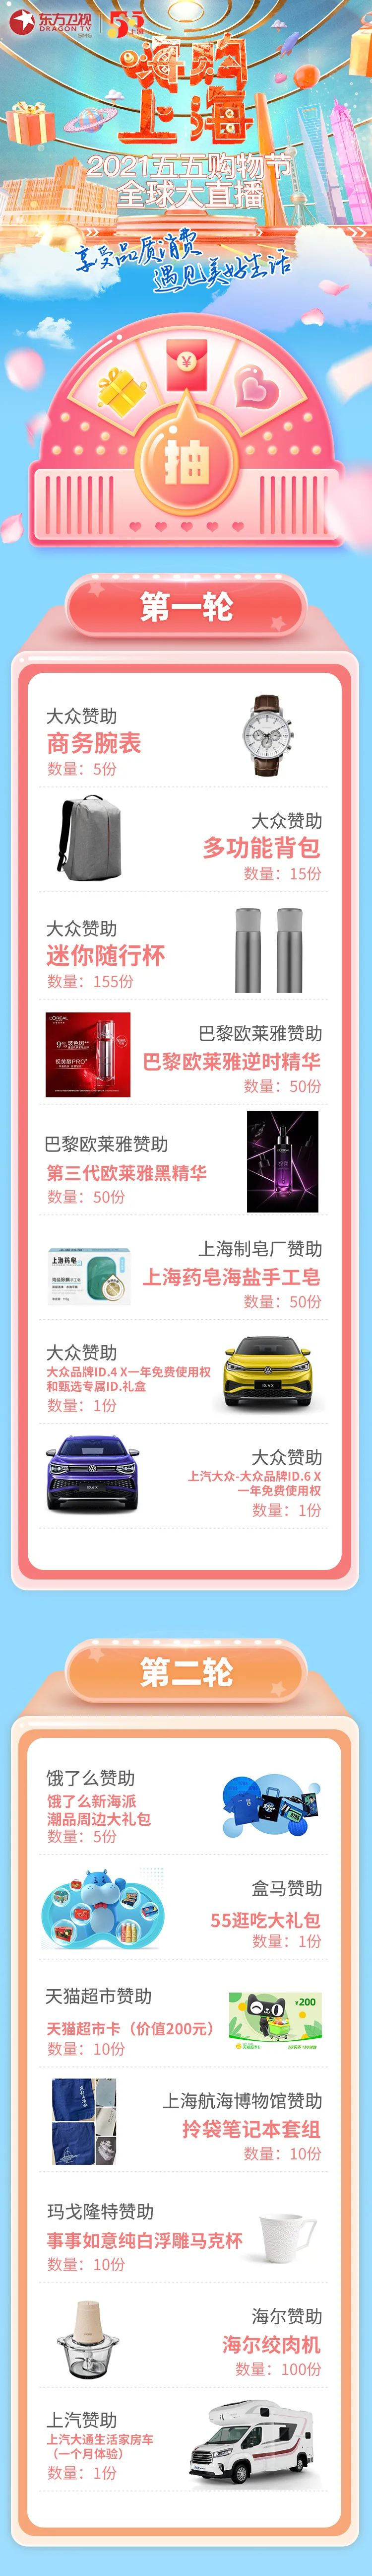 东方卫视
DRAGON TV
SMG
上海
2021五五购物节
全球大直播
享受品质消费
遇见美好生活
¥
抽
第一轮
大众赞助
商务腕表
数量：5份
大众赞助
多功能背包
数量：15份
大众赞助
迷你随行杯
数量：155份
L'OREAL
巴黎欧莱雅赞助
巴黎欧莱雅逆时精华
数量：50份
巴黎欧莱雅赞助
第三代欧莱雅黑精华
数量：50份
上海药皂
上海制皂厂赞助
上海药皂海盐手工皂
数量：50份
大众赞助
大众品牌ID.4 X一年免费使用权
和甄选专属ID.礼盒
数量：1份
ID.4 X
大众赞助
上汽大众-大众品牌ID.6 X
一年免费使用权
数量：1份
ID.6 X
第二轮
饿了么赞助
饿了么新海派
潮品周边大礼包
数量：5份
盒马赞助
55逛吃大礼包
数量：1份
天猫超市赞助
天猫超市卡（价值200元）
数量：10份
¥200
上海航海博物馆赞助
拎袋笔记本套组
数量：10份
玛戈隆特赞助
事事如意纯白浮雕马克杯
数量：10份
海尔赞助
海尔绞肉机
数量：100份
上汽赞助
上汽大通生活家房车
（一个月体验）
数量：1份